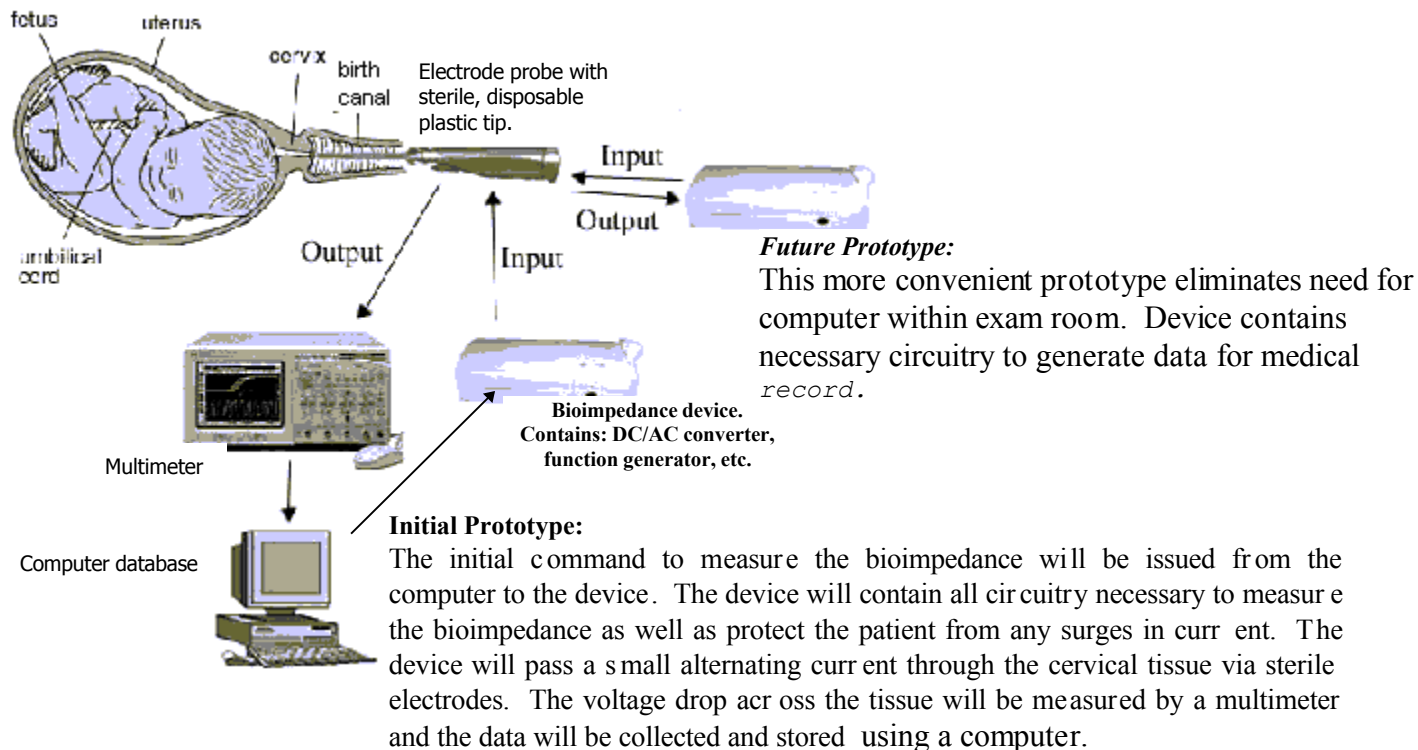 fetus
uterus
cervix
birth
canal
Electrode probe with
sterile, disposable
plastic tip.
Input
Output
umbilical
cord
Output
Input
Future Prototype:
This more convenient prototype eliminates need for
computer within exam room. Device contains
necessary circuitry to generate data for medical
record.
Bioimpedance device.
Contains: DC/AC converter,
function generator, etc.
Multimeter
Computer database
Initial Prototype:
The initial command to measure the bioimpedance will be issued from the
computer to the device. The device will contain all circuitry necessary to measure
the bioimpedance as well as protect the patient from any surges in current. The
device will pass a small alternating current through the cervical tissue via sterile
electrodes. The voltage drop across the tissue will be measured by a multimeter
and the data will be collected and stored using a computer.